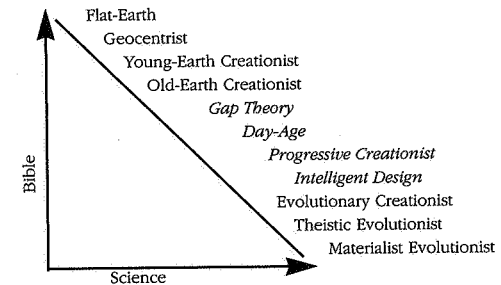 Flat-Earth
Geocentrist
Young-Earth Creationist
Old-Earth Creationist
Gap Theory
Day-Age
Progressive Creationist
Intelligent Design
Evolutionary Creationist
Theistic Evolutionist
Materialist Evolutionist
Bible
Science